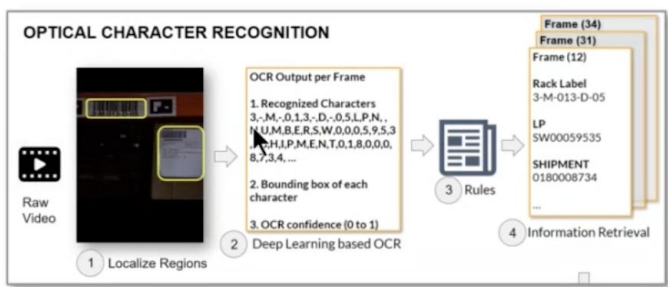 OPTICAL CHARACTER RECOGNITION
Raw
Video
1 Localize Regions
OCR Output per Frame
1. Recognized Characters
3,-,M,-,0,1,3,-,D,-,0,5,L,P,N, ,
N,U,M,B,E,R,S,W,0,0,0,5,9,5,3
,H,I,P,M,E,N,T,0,1,8,0,0,0,
8,7,3,4, ...
2. Bounding box of each
character
3. OCR confidence (0 to 1)
2 Deep Learning based OCR
3 Rules
Frame (34)
Frame (31)
Frame (12)
Rack Label
3-M-013-D-05
LP
SW00059535
SHIPMENT
0180008734
...
4 Information Retrieval